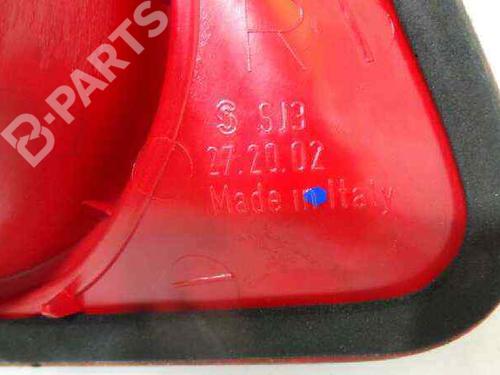 R
B-PARTS
S SJ3
27.20.02
Made in Italy